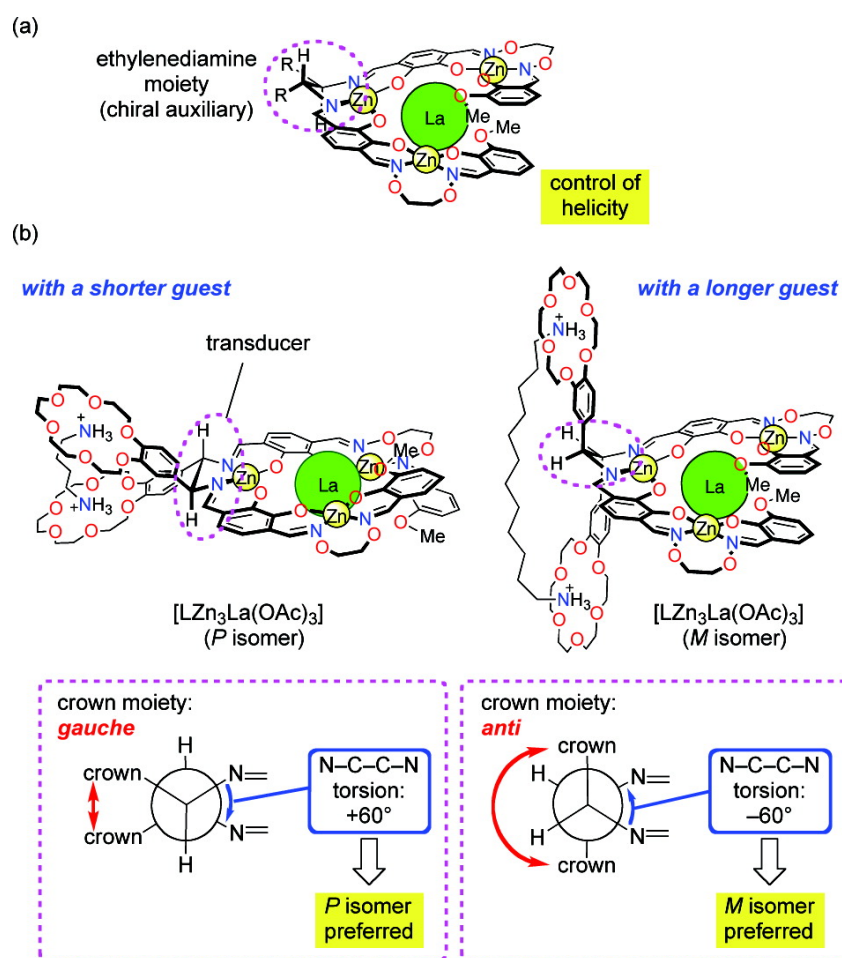 (a)
ethylenediamine
moiety
(chiral auxiliary)
H
R
R
H
N
N
Zn
O
O
O
N
O
Zn
N
O
O
O
La
Me
O
Me
O
Zn
O
N
N
O
O
control of
helicity
(b)
with a shorter guest
with a longer guest
transducer
O
O
O
O
O
O
+
NH3
+
NH3
O
O
O
O
O
O
H
H
N
N
Zn
O
O
La
Zn
Zn
N
O
N
O
Me
O
O
O
Me
N
N
O
O
O
O
O
O
O
O
+
NH3
H
H
N
N
Zn
O
O
O
N
O
Zn
N
O
O
O
La
Me
O
Me
O
Zn
O
N
N
O
O
+
NH3
O
O
O
O
O
O
[LZn3La(OAc)3]
(P isomer)
[LZn3La(OAc)3]
(M isomer)
crown moiety:
gauche
H
crown
N=
crown
N=
H
N–C–C–N
torsion:
+60°
P isomer
preferred
crown moiety:
anti
crown
H
N=
H
N=
crown
N–C–C–N
torsion:
–60°
M isomer
preferred